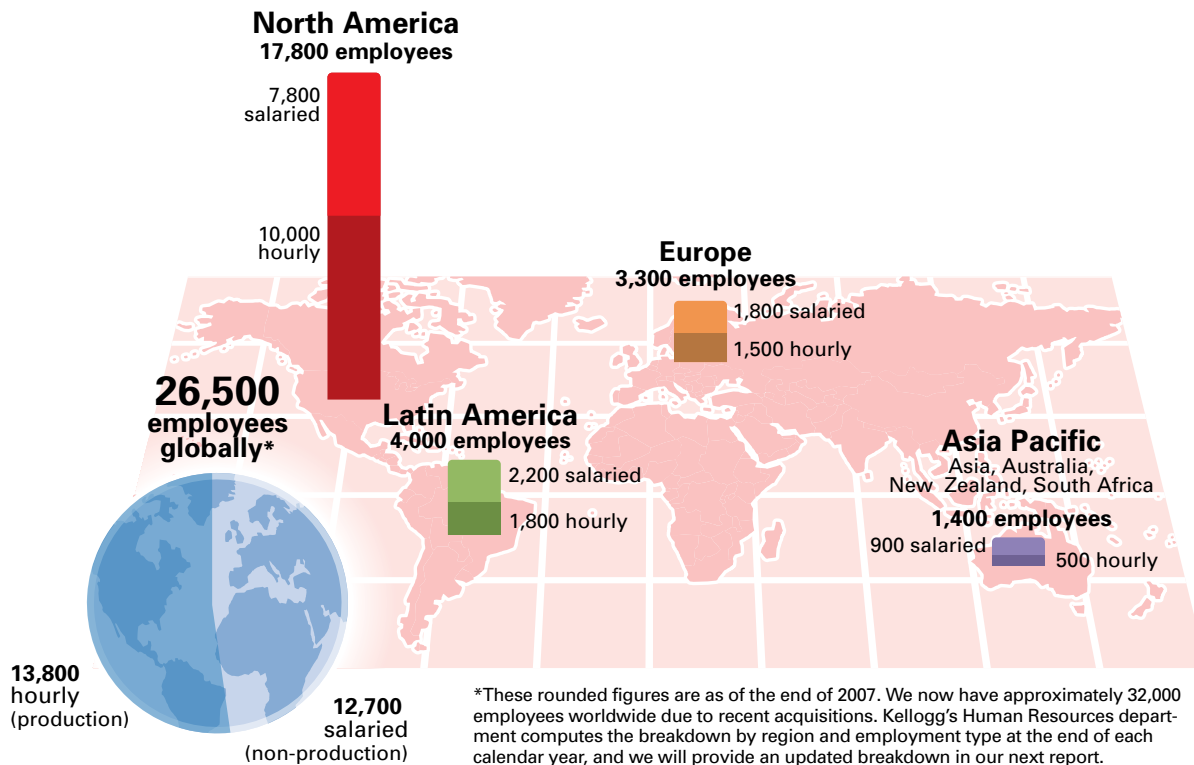 North America
17,800 employees
7,800
salaried
10,000
hourly
Europe
3,300 employees
1,800 salaried
1,500 hourly
26,500
employees
globally*
Latin America
4,000 employees
2,200 salaried
1,800 hourly
Asia Pacific
Asia, Australia,
New Zealand, South Africa
1,400 employees
900 salaried
500 hourly
13,800
hourly
(production)
12,700
salaried
(non-production)
*These rounded figures are as of the end of 2007. We now have approximately 32,000
employees worldwide due to recent acquisitions. Kellogg's Human Resources depart-
ment computes the breakdown by region and employment type at the end of each
calendar year, and we will provide an updated breakdown in our next report.